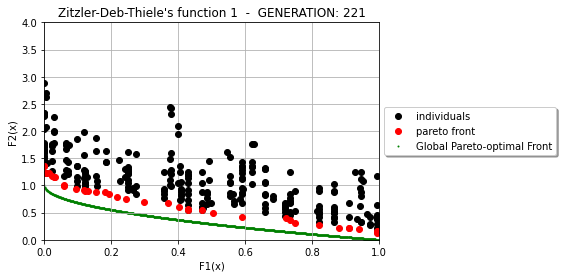 Zitzler-Deb-Thiele's function 1 - GENERATION: 221
4.0
3.5
3.0
2.5
2.0
1.5
1.0
0.5
0.0
F2(x)
0.0 0.2 0.4 0.6 0.8 1.0
F1(x)
individuals
pareto front
Global Pareto-optimal Front